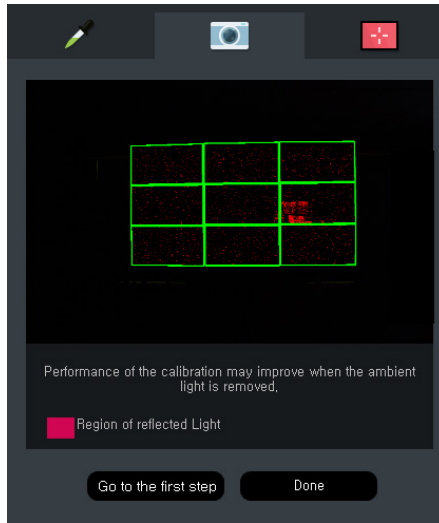 Performance of the calibration may improve when the ambient
light is removed,
Region of reflected Light
Go to the first step
Done